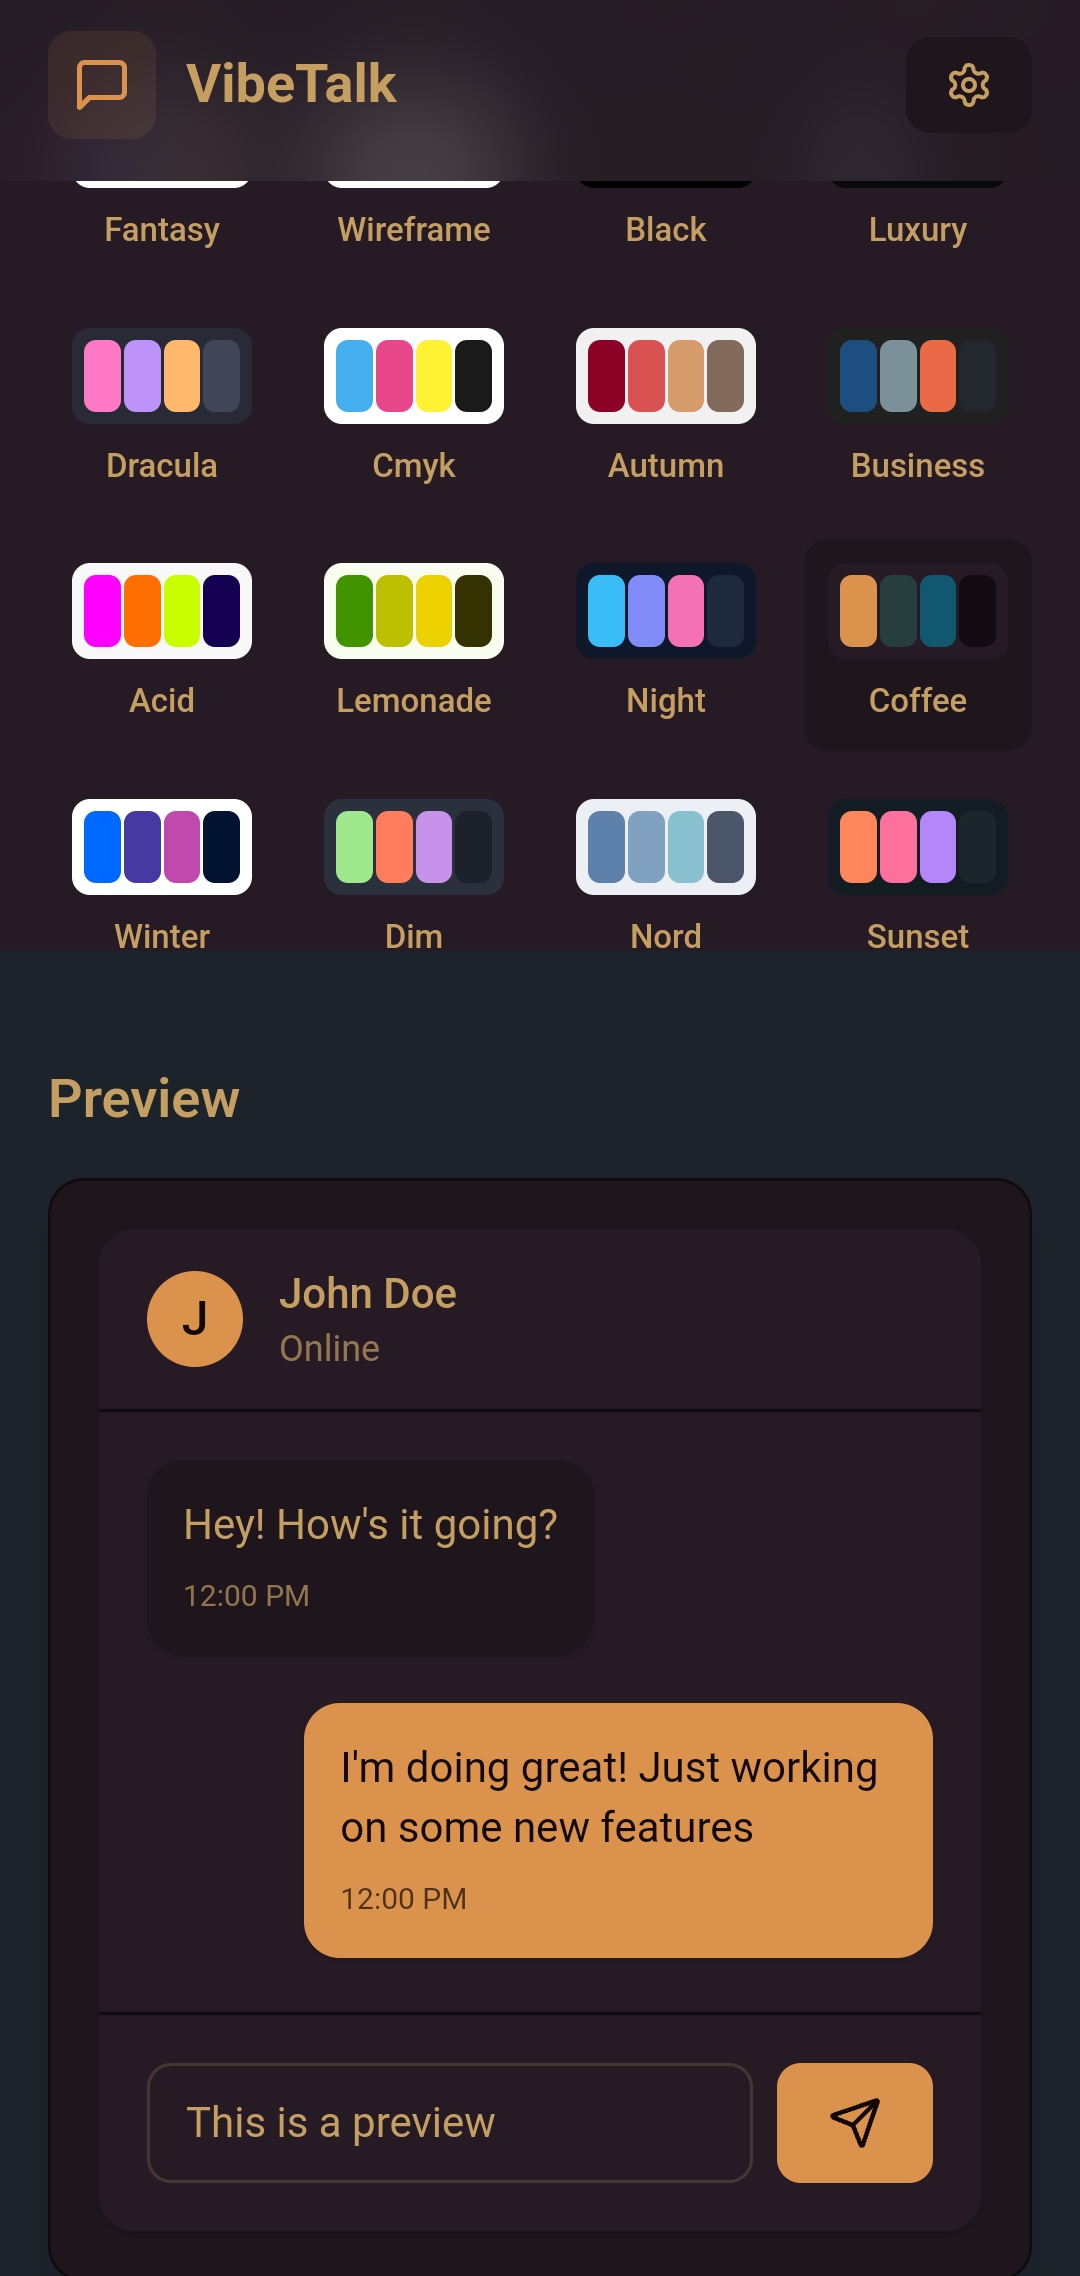 VibeTalk
Fantasy Wireframe Black Luxury
Dracula Cmyk Autumn Business
Acid Lemonade Night Coffee
Winter Dim Nord Sunset
Preview
J
John Doe
Online
Hey! How's it going?
12:00 PM
I'm doing great! Just working
on some new features
12:00 PM
This is a preview